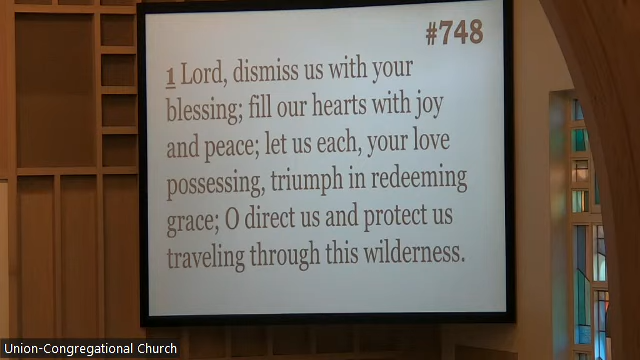 #748
1 Lord, dismiss us with your
blessing; fill our hearts with joy
and peace; let us each, your love
possessing, triumph in redeeming
grace; O direct us and protect us
traveling through this wilderness.
Union-Congregational Church